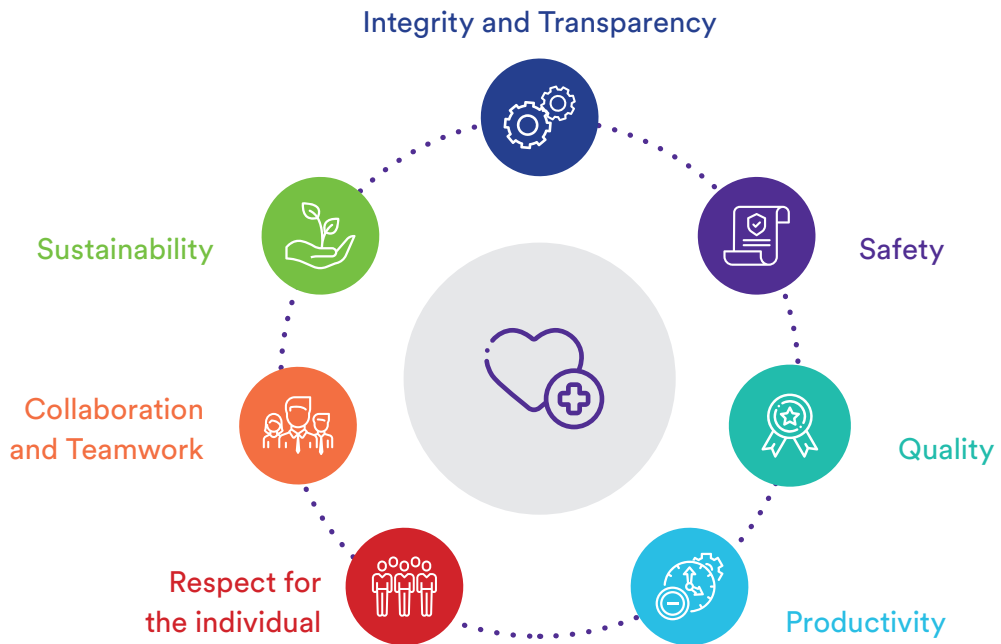 Integrity and Transparency
Sustainability
Safety
Collaboration
and Teamwork
Quality
Respect for
the individual
Productivity